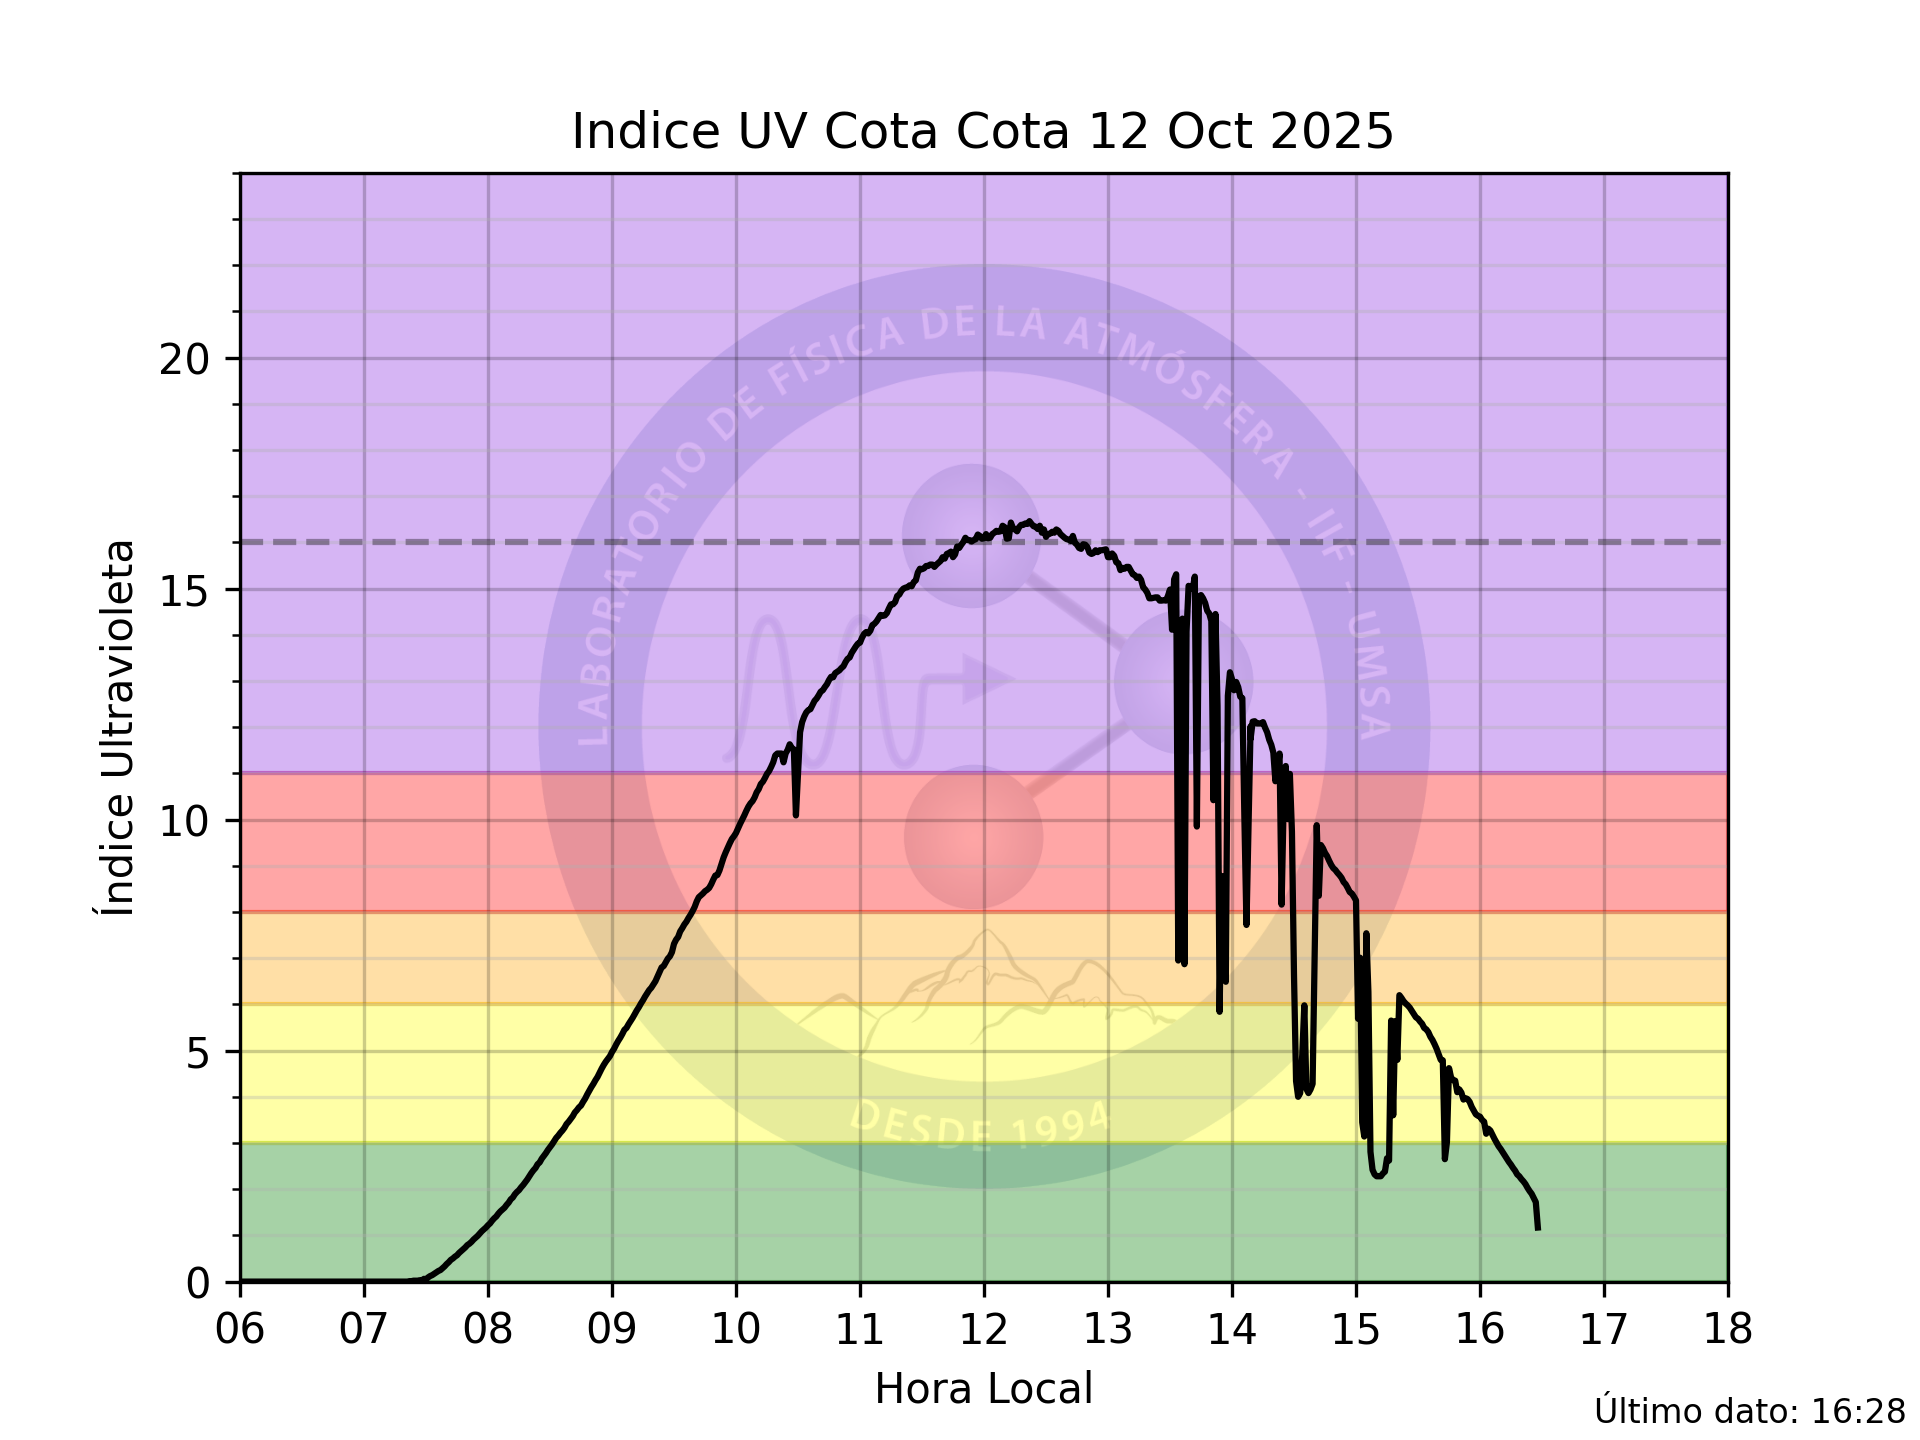 Indice UV Cota Cota 12 Oct 2025
Índice Ultravioleta
20
15
10
5
0
LABORATORIO DE FÍSICA DE LA ATMÓSFERA - IIF - UMSA
DESDE 1994
06 07 08 09 10 11 12 13 14 15 16 17 18
Hora Local
Último dato: 16:28